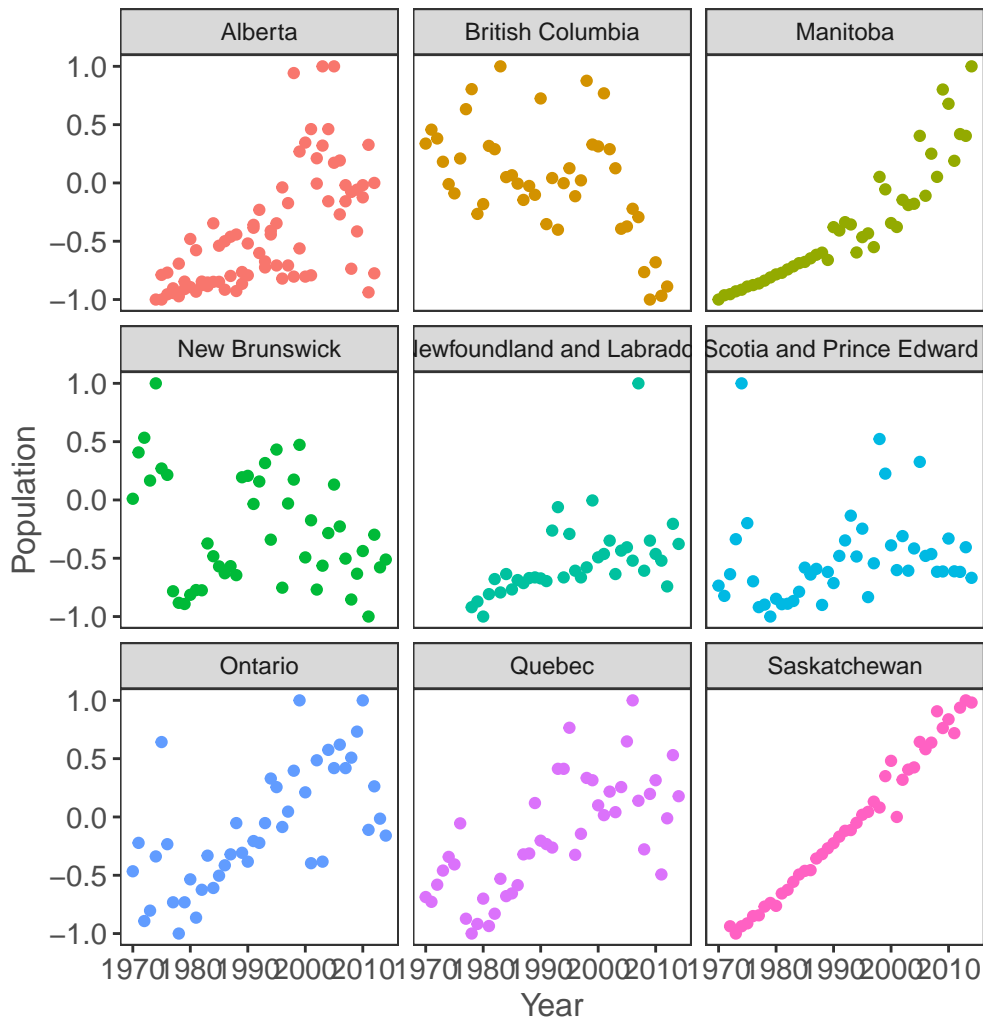 Alberta British Columbia Manitoba
1.0
0.5
0.0
−0.5
−1.0
New Brunswick Newfoundland and Labrado Scotia and Prince Edward
1.0
0.5
0.0
−0.5
−1.0
Ontario Quebec Saskatchewan
1.0
0.5
0.0
−0.5
−1.0
1970 1980 1990 2000 2010 1970 1980 1990 2000 2010 1970 1980 1990 2000 2010
Year
Population